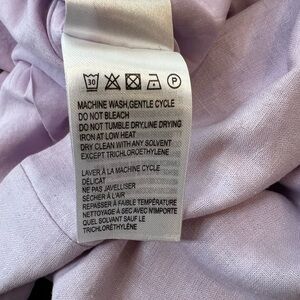 30 P
MACHINE WASH,GENTLE CYCLE
DO NOT BLEACH
DO NOT TUMBLE DRY,LINE DRYING
IRON AT LOW HEAT
DRY CLEAN WITH ANY SOLVENT
EXCEPT TRICHLOROETHYLENE
LAVER À LA MACHINE CYCLE
DÉLICAT
NE PAS JAVELLISER
SÉCHER À L'AIR
REPASSER À FAIBLE TEMPÉRATURE
NETTOYAGE À SEC AVEC N'IMPORTE
QUEL SOLVANT SAUF LE
TRICHLORÉTHYLÈNE